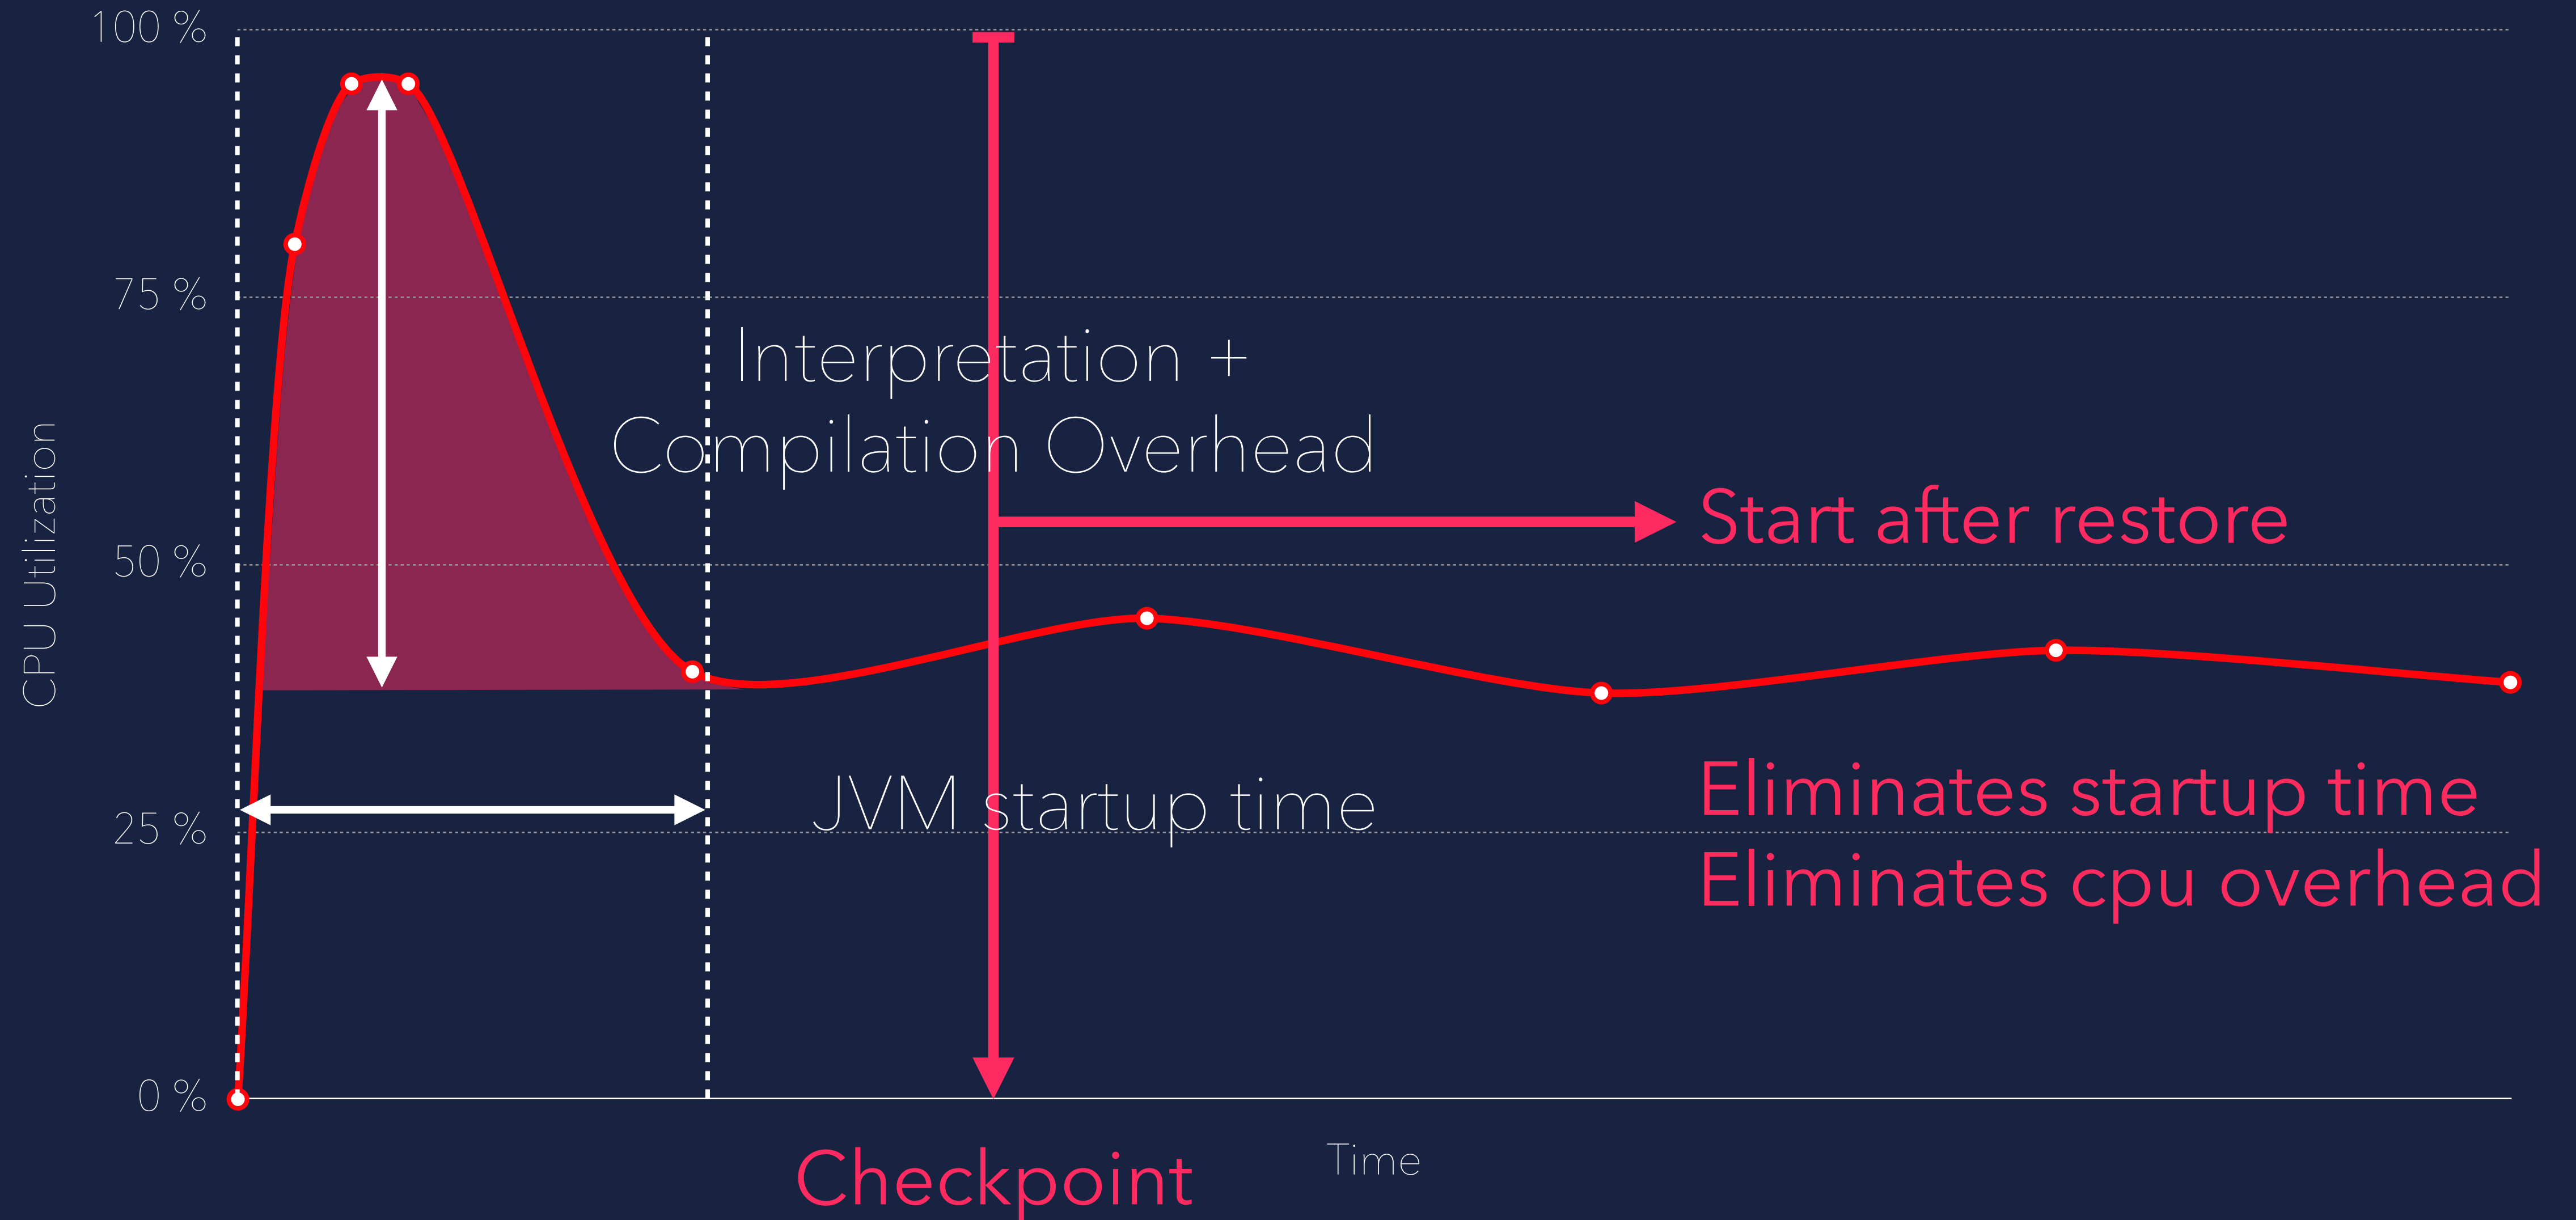 100 %
75 %
Interpretation +
Compilation Overhead
Start after restore
50 %
CPU Utilization
JVM startup time
25 %
Eliminates startup time
Eliminates cpu overhead
0 %
Time
Checkpoint